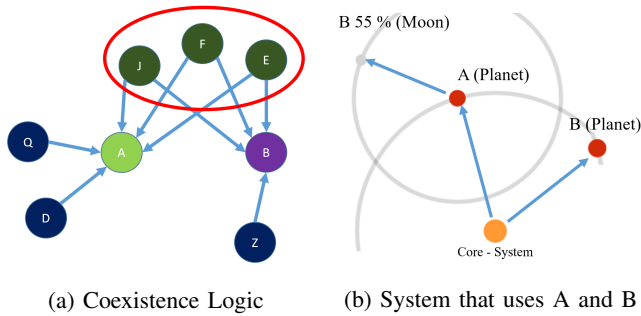 B 55 % (Moon)
F
J
E
A (Planet)
B (Planet)
Q
A
B
D
Z
Core - System
(a) Coexistence Logic
(b) System that uses A and B